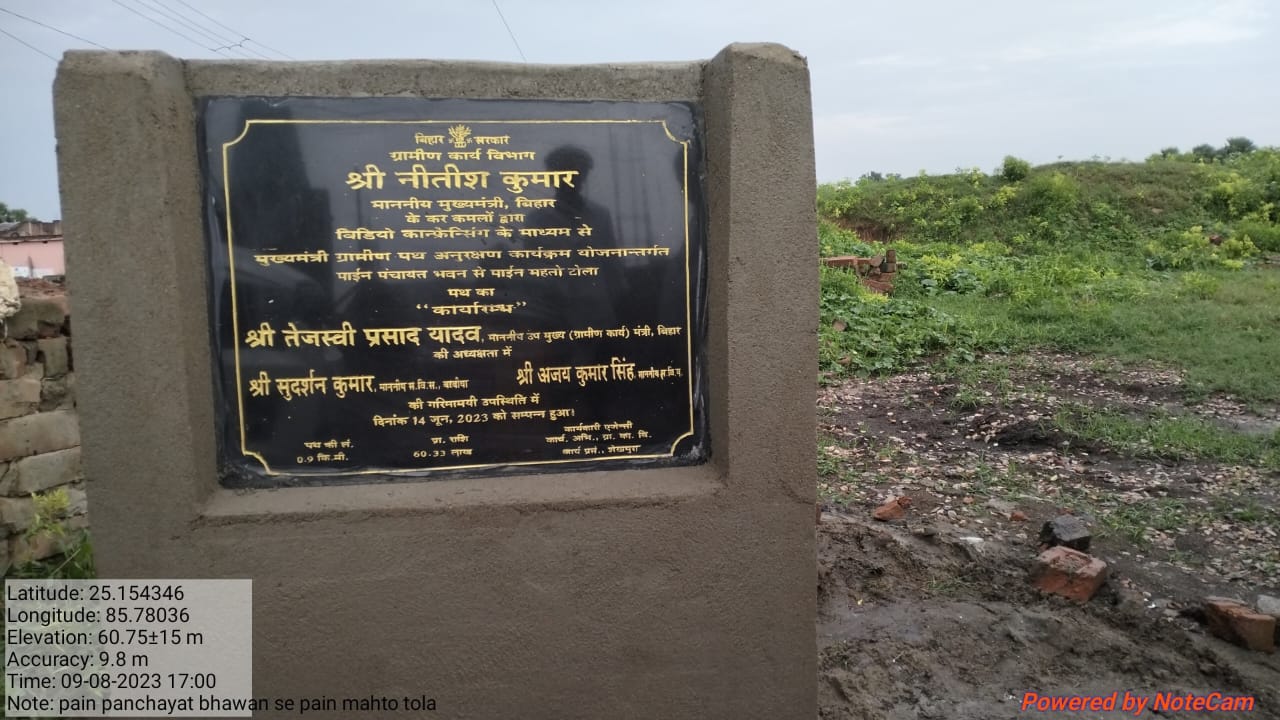 बिहार सरकार
ग्रामीण कार्य विभाग
श्री नीतीश कुमार
माननीय मुख्यमंत्री, बिहार
के कर कमलों द्वारा
विडियो कान्फ्रेन्सिंग के माध्यम से
मुख्यमंत्री ग्रामीण पथ अनुरक्षण कार्यक्रम योजनान्तर्गत
पाईन पंचायत भवन से पाईन महतो टोला
पथ का
"कार्यारम्भ"
श्री तेजस्वी प्रसाद यादव, माननीय उप मुख्य (ग्रामीण कार्य) मंत्री, बिहार
की अध्यक्षता में
श्री सुदर्शन कुमार, माननीय स.वि.स., बरबीघा श्री अजय कुमार सिंह, माननीय
की गरिमामयी उपस्थिति में
दिनांक 14 जून, 2023 को सम्पन्न हुआ।
पथ की लं. प्रा. राशि कार्यकारी एजेन्सी
0.9 कि.मी. 60.33 लाख कार्य. अभि., ग्रा. का. वि.
कार्य प्रमं., शेखपुरा
Latitude: 25.154346
Longitude: 85.78036
Elevation: 60.75±15 m
Accuracy: 9.8 m
Time: 09-08-2023 17:00
Note: pain panchayat bhawan se pain mahto tola
Powered by NoteCam